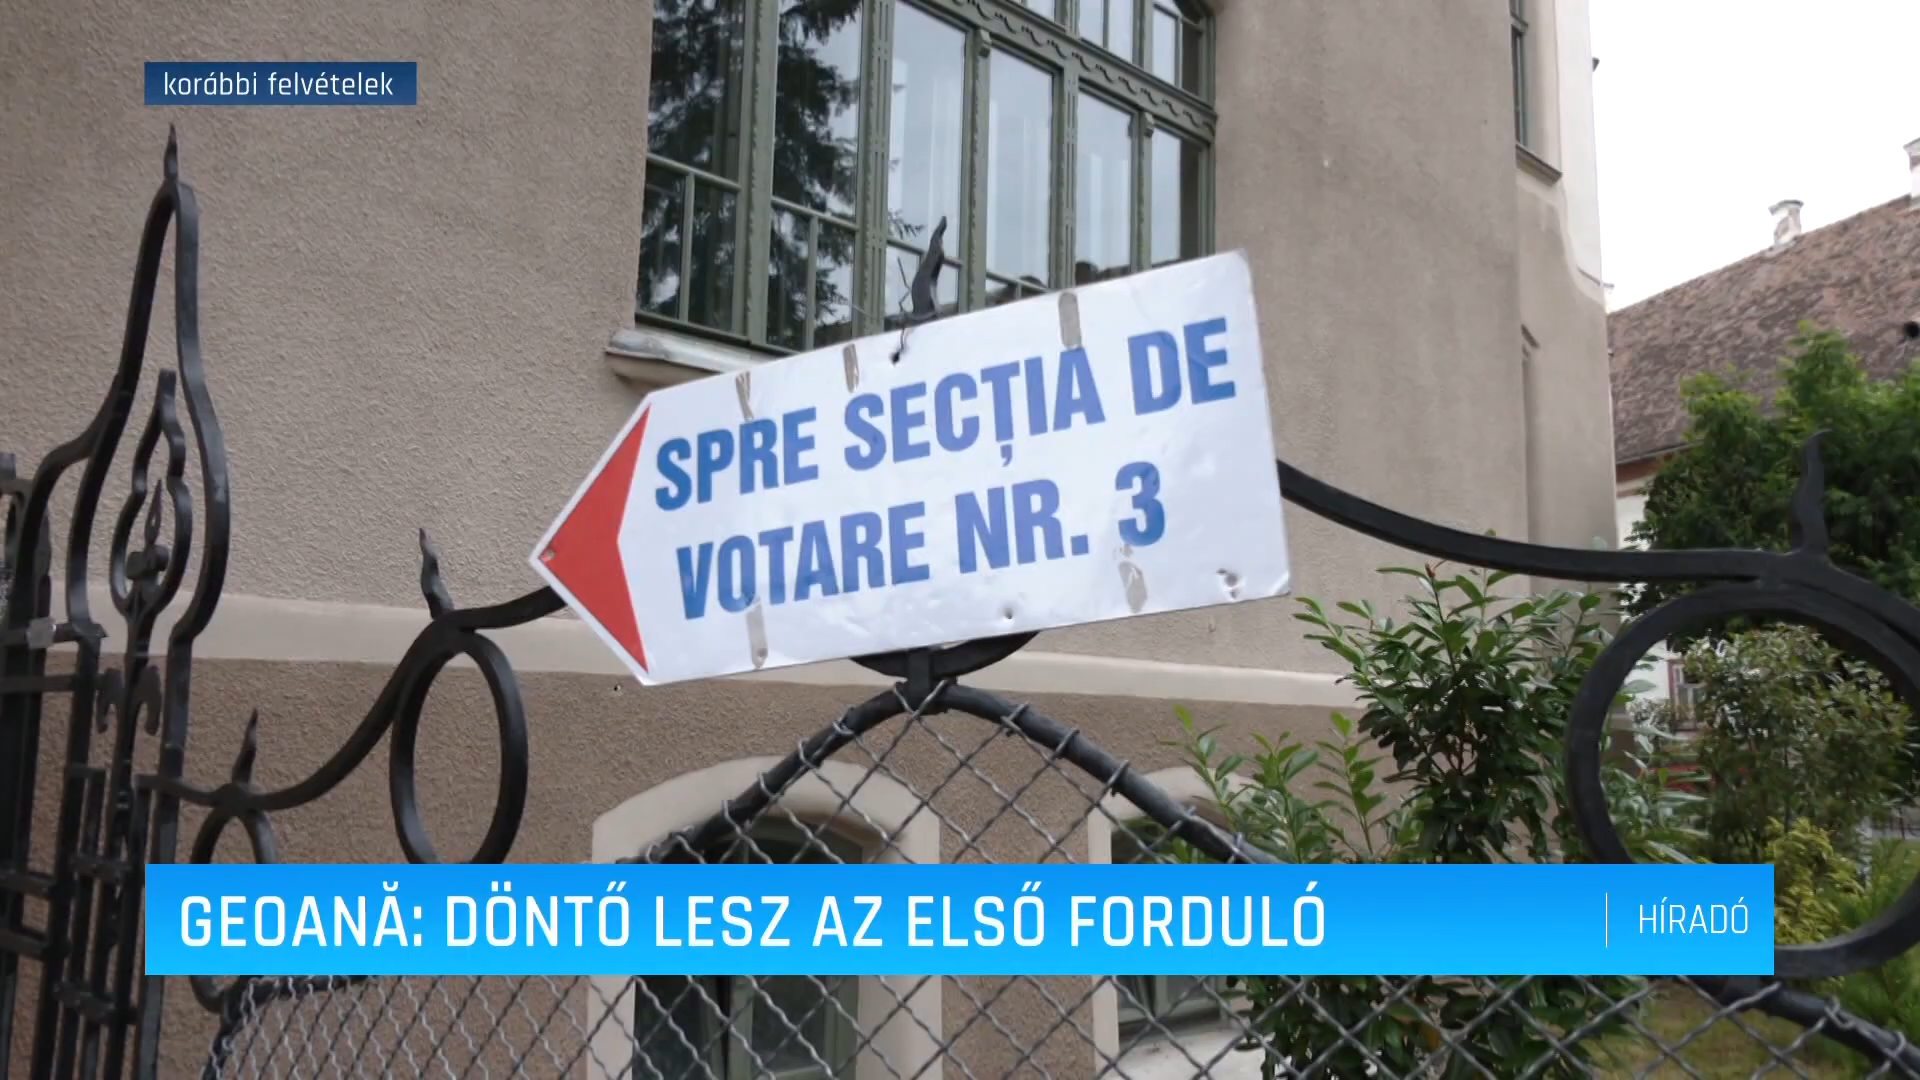 korábbi felvételek
SPRE SECȚIA DE
VOTARE NR. 3
GEOANĂ: DÖNTŐ LESZ AZ ELSŐ FORDULÓ
HÍRADÓ